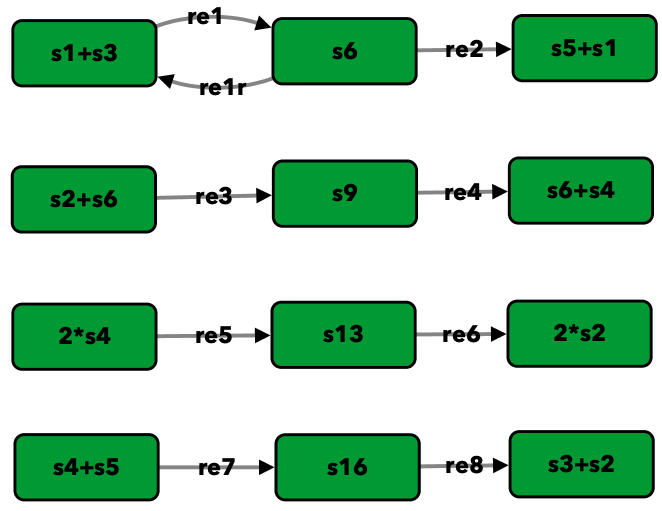 s1+s3 re1 s6 re2 s5+s1
re1r
s2+s6 re3 s9 re4 s6+s4
2*s4 re5 s13 re6 2*s2
s4+s5 re7 s16 re8 s3+s2